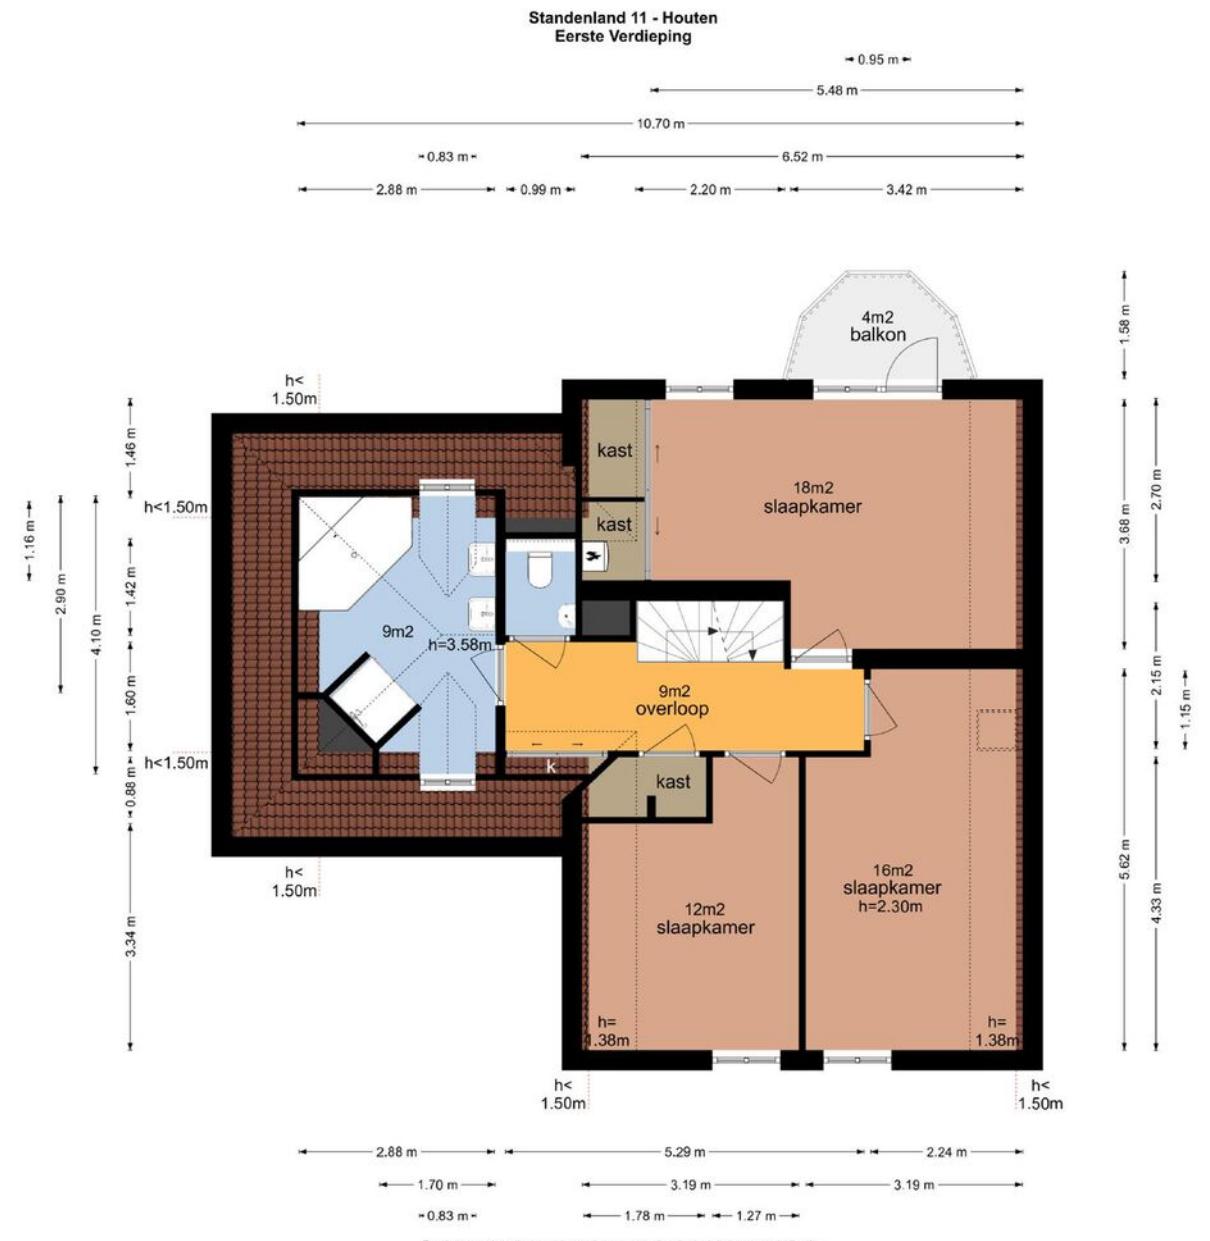 Standenland 11 - Houten
Eerste Verdieping
0.95 m
5.48 m
10.70 m
0.83 m
6.52 m
2.88 m
0.99 m
2.20 m
3.42 m
1.58 m
4m2
balkon
h<
1.50m
1.46 m
kast
18m2
slaapkamer
3.68 m
2.70 m
h<1.50m
kast
1.16 m
2.90 m
4.10 m
1.42 m
9m2
h=3.58m
1.60 m
9m2
overloop
2.15 m
1.15 m
h<1.50m
k
kast
0.88 m
h<
1.50m
16m2
slaapkamer
h=2.30m
5.62 m
4.33 m
3.34 m
12m2
slaapkamer
h=
1.38m
h=
1.38m
h<
1.50m
h<
1.50m
2.88 m
5.29 m
2.24 m
1.70 m
3.19 m
3.19 m
0.83 m
1.78 m
1.27 m